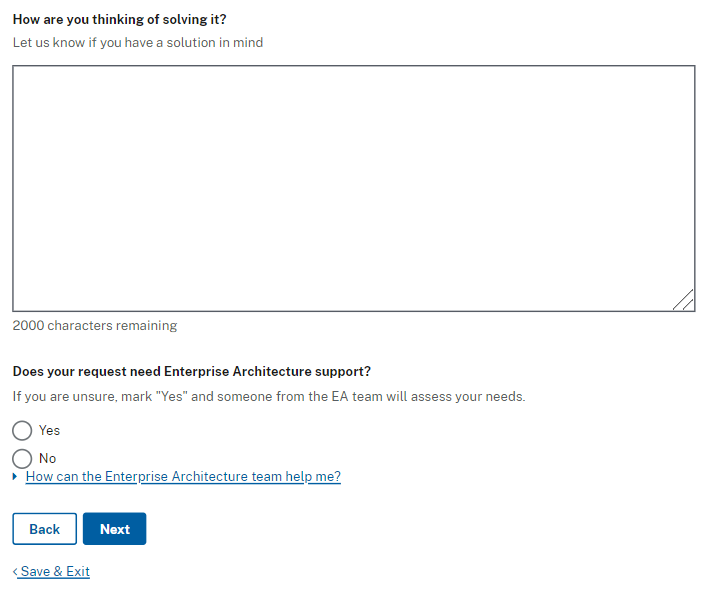 How are you thinking of solving it?
Let us know if you have a solution in mind
2000 characters remaining
Does your request need Enterprise Architecture support?
If you are unsure, mark "Yes" and someone from the EA team will assess your needs.
Yes
No
How can the Enterprise Architecture team help me?
Back Next
< Save & Exit